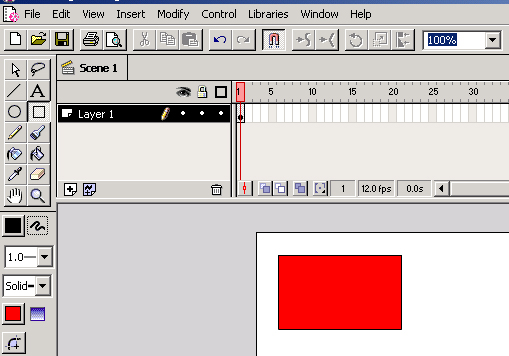 File Edit View Insert Modify Control Libraries Window Help
100%
Scene 1
1 5 10 15 20 25 30
Layer 1
1 12.0 fps 0.0s
1.0
Solid